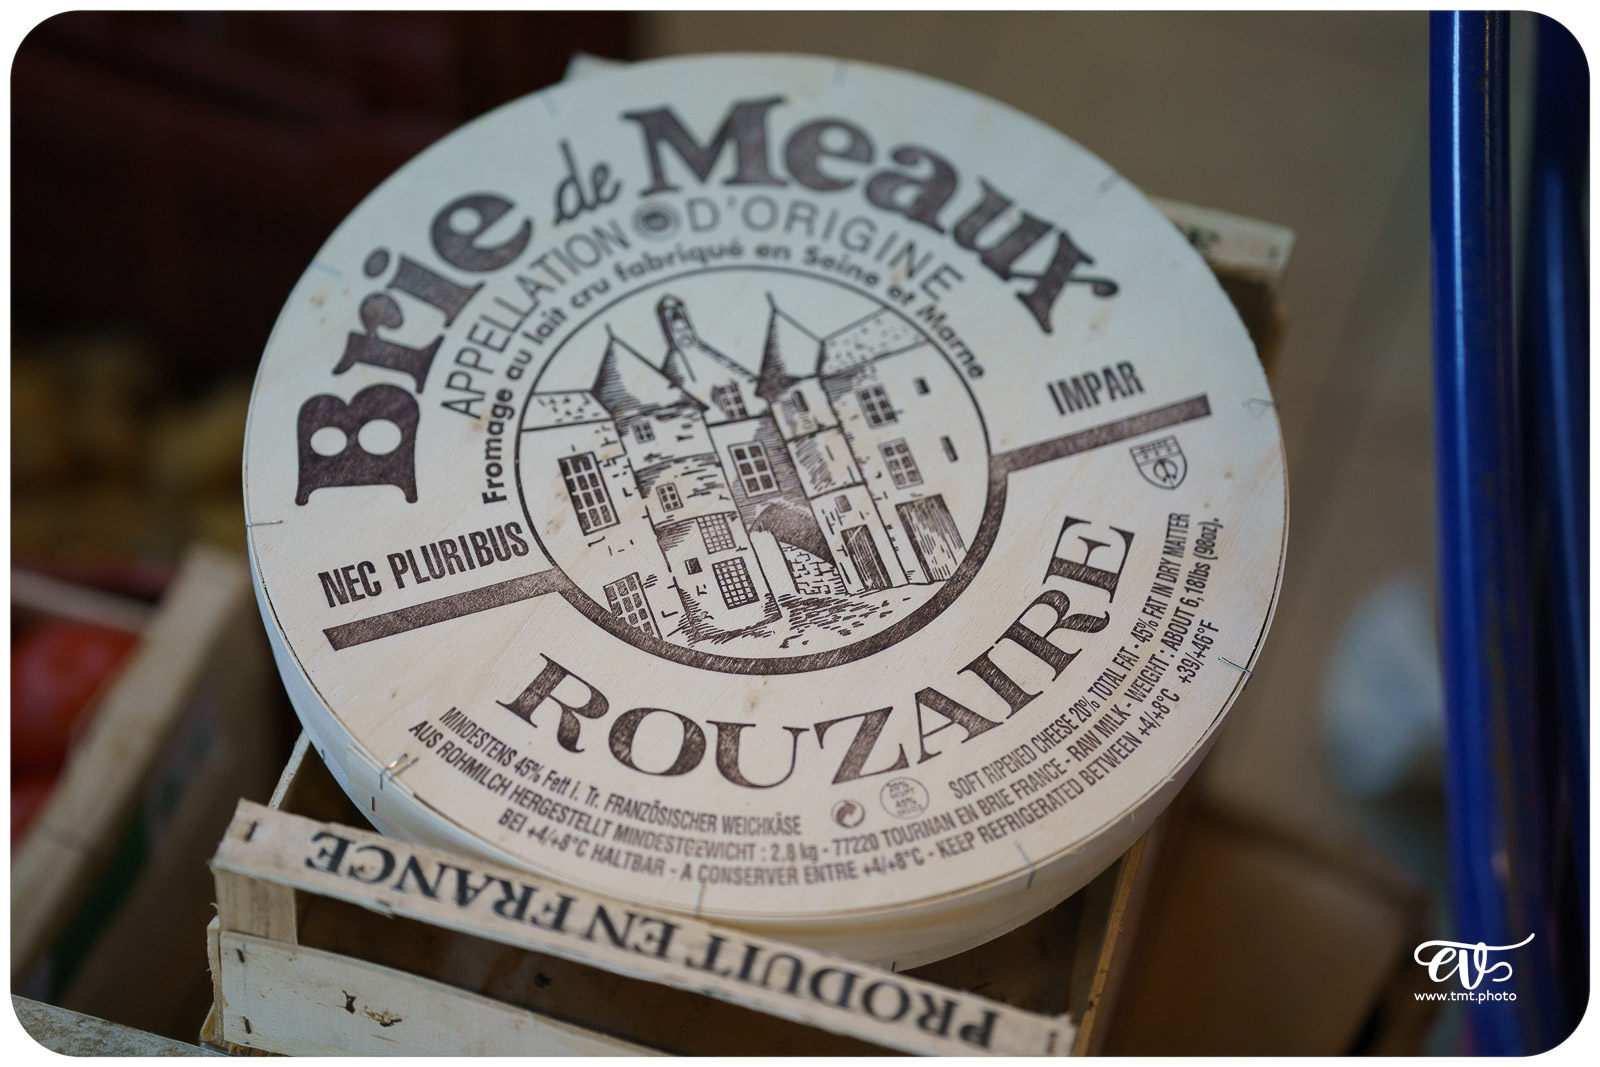 Brie de Meaux
APPELLATION D'ORIGINE
Fromage au lait cru fabriqué en Seine et Marne
NEC PLURIBUS
IMPAR
ROUZAIRE
MINDESTENS 45% Fett i. Tr. FRANZÖSISCHER WEICHKÄSE
AUS ROHMILCH HERGESTELLT MINDESTGEWICHT : 2,8 kg - 77220 TOURNAN EN BRIE FRANCE - RAW MILK - WEIGHT : ABOUT 6,18lbs (98oz).
BEI +4/+8°C HALTBAR - A CONSERVER ENTRE +4/+8°C - KEEP REFRIGERATED BETWEEN +4/+8°C +39/+46°F
SOFT RIPENED CHEESE 20% TOTAL FAT - 45% FAT IN DRY MATTER
PRODUIT EN FRANCE
evs
www.tmt.photo